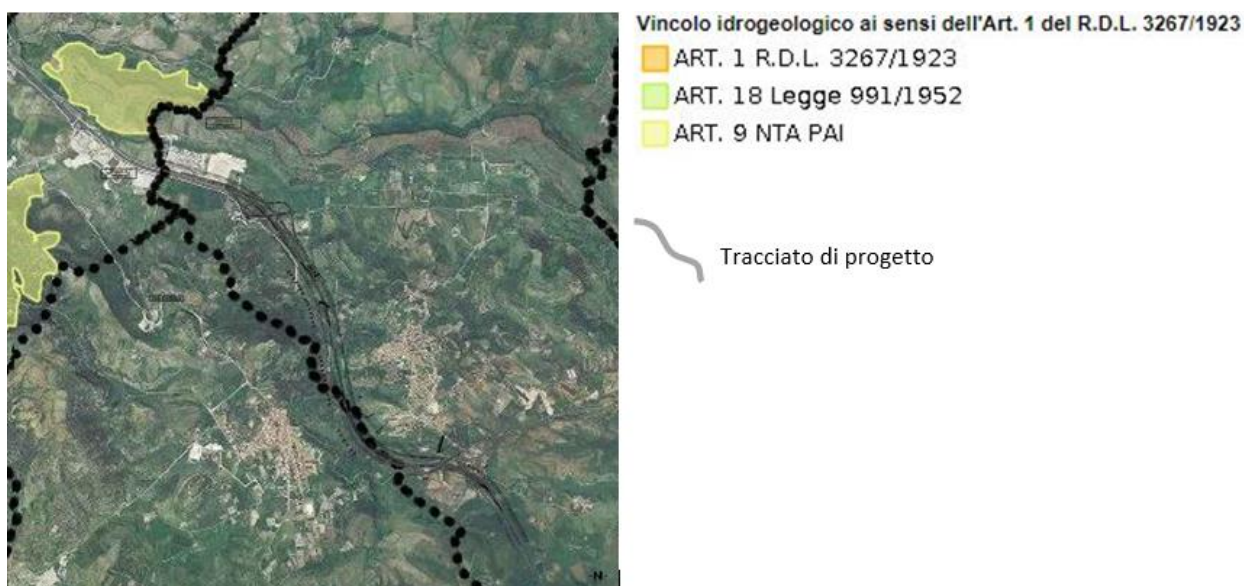 Vincolo idrogeologico ai sensi dell'Art. 1 del R.D.L. 3267/1923
ART. 1 R.D.L. 3267/1923
ART. 18 Legge 991/1952
ART. 9 NTA PAI
Tracciato di progetto
-N-